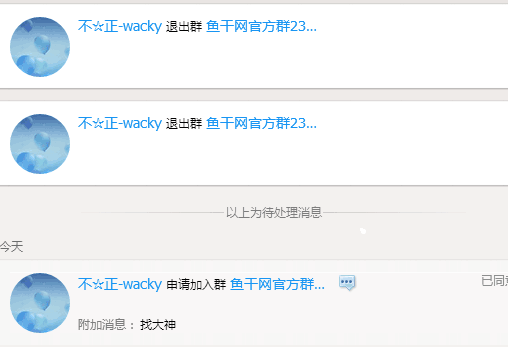 不☆正-wacky 退出群 鱼干网官方群23...
不☆正-wacky 退出群 鱼干网官方群23...
以上为待处理消息
今天
不☆正-wacky 申请加入群 鱼干网官方群... 已同
附加消息：找大神